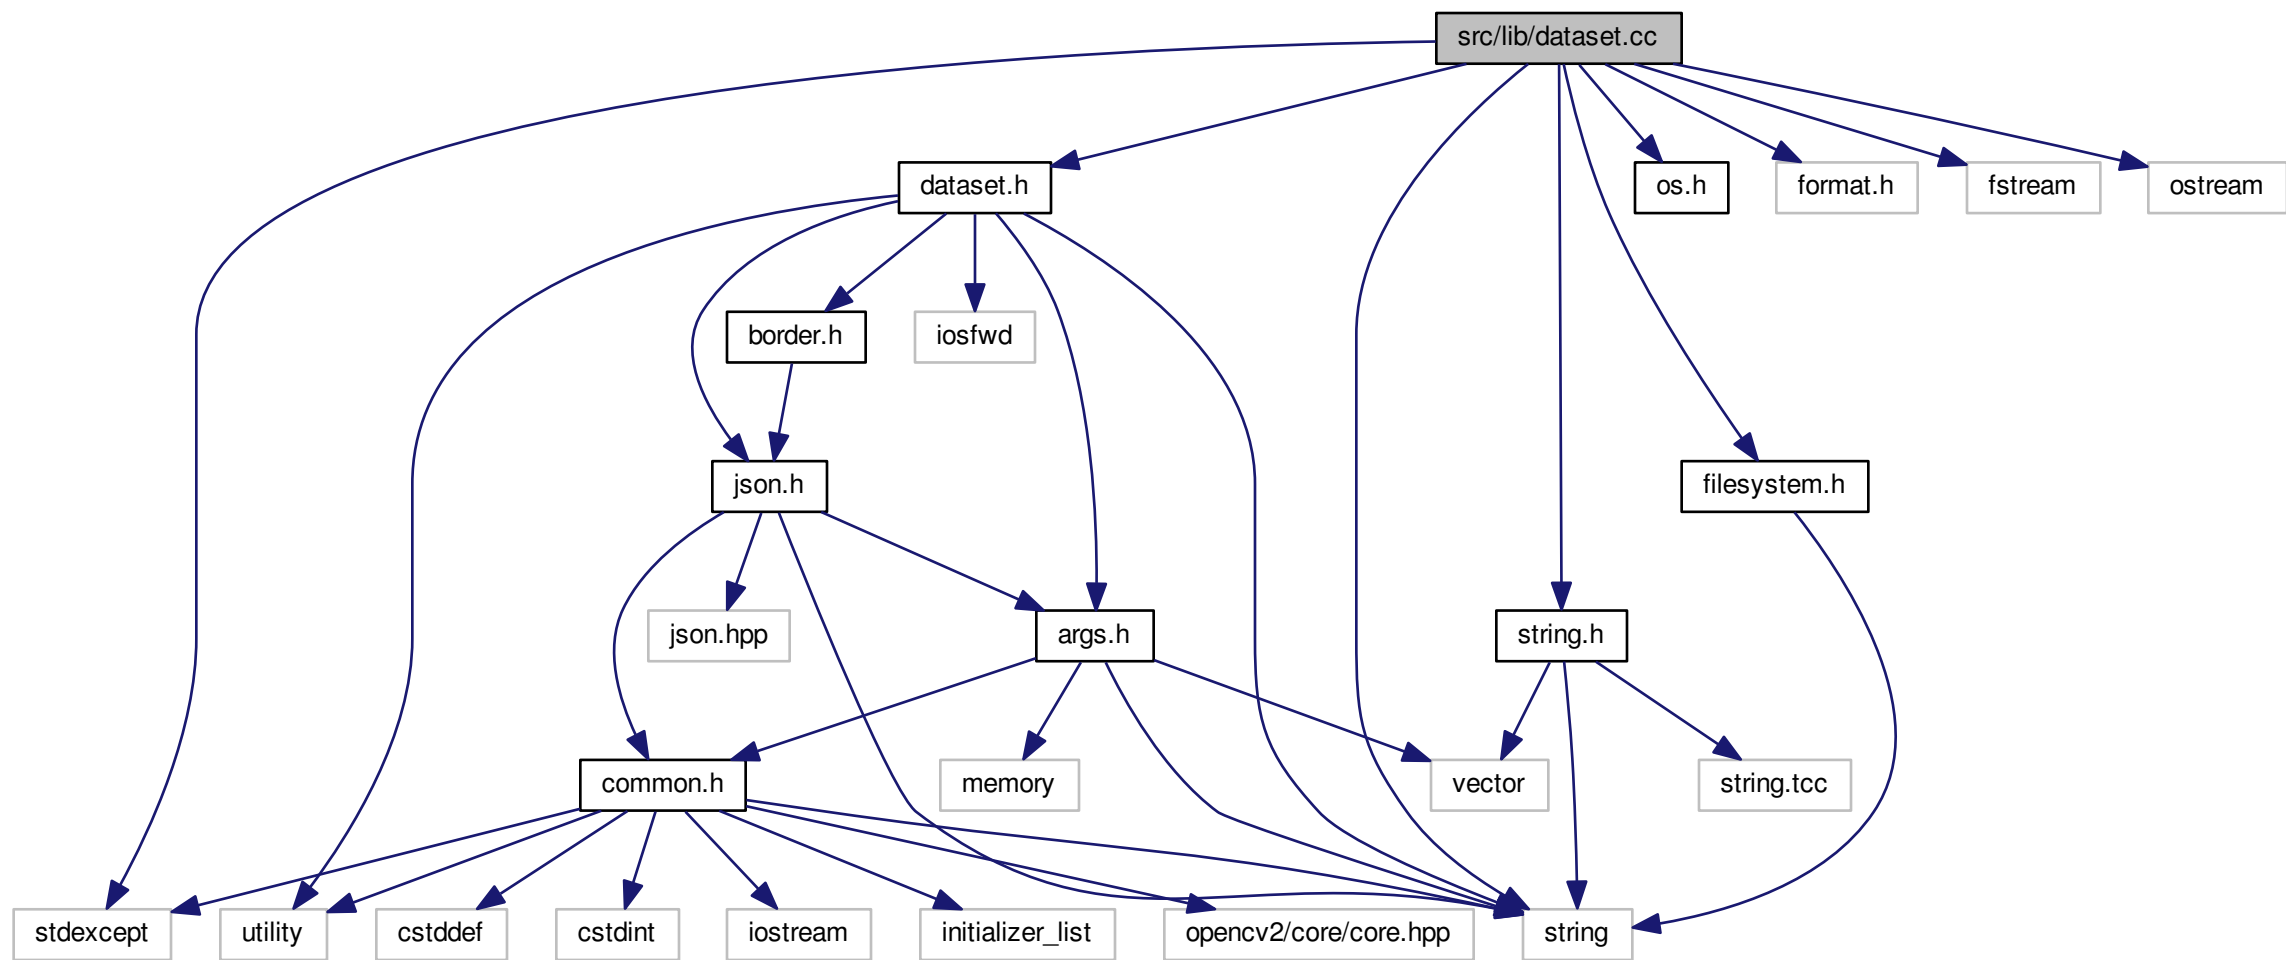 src/lib/dataset.cc
dataset.h
os.h
format.h
fstream
ostream
border.h
iosfwd
json.h
filesystem.h
json.hpp
args.h
string.h
common.h
memory
vector
string.tcc
stdexcept
utility
cstddef
cstdint
iostream
initializer_list
opencv2/core/core.hpp
string